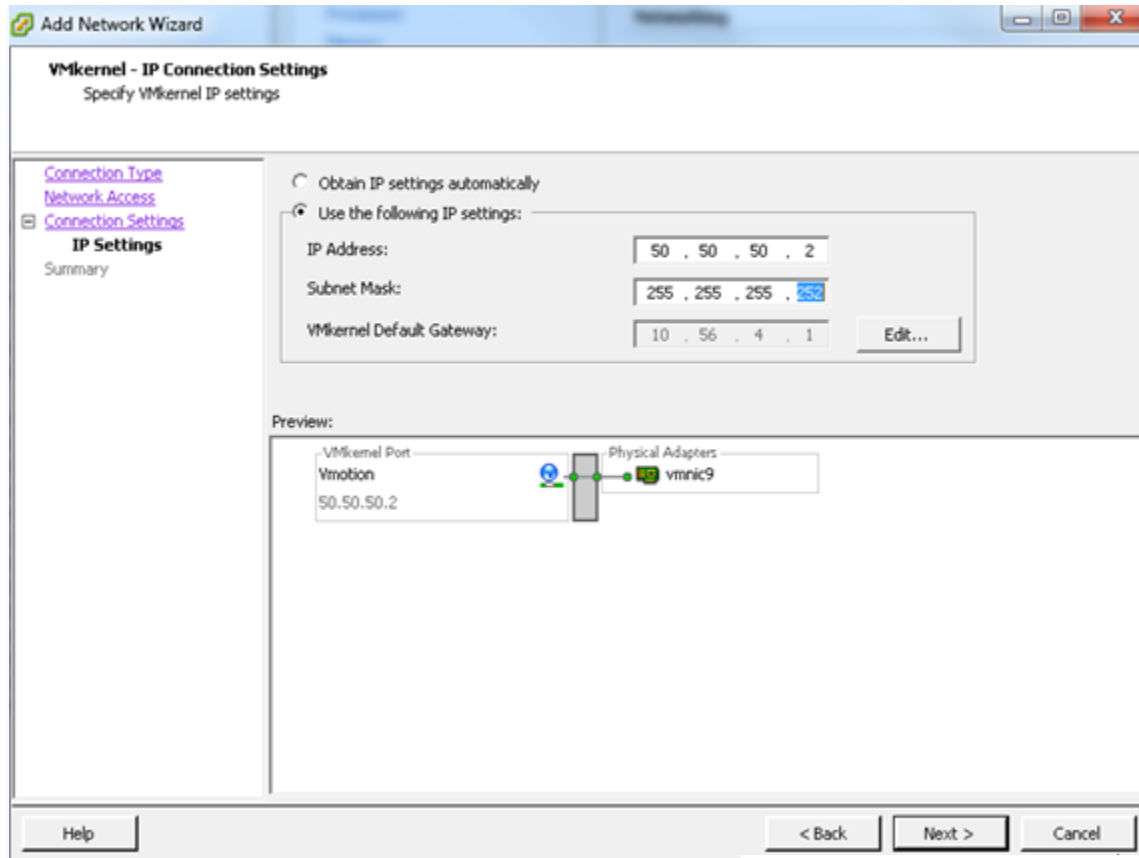 Networking
Add Network Wizard
VMkernel - IP Connection Settings
Specify VMkernel IP settings
Connection Type
Network Access
Connection Settings
IP Settings
Summary
Obtain IP settings automatically
Use the following IP settings:
IP Address: 50 . 50 . 50 . 2
Subnet Mask: 255 . 255 . 255 . 252
VMkernel Default Gateway: 10 . 56 . 4 . 1 Edit...
Preview:
VMkernel Port Physical Adapters
Vmotion vmnic9
50.50.50.2
Help < Back Next > Cancel